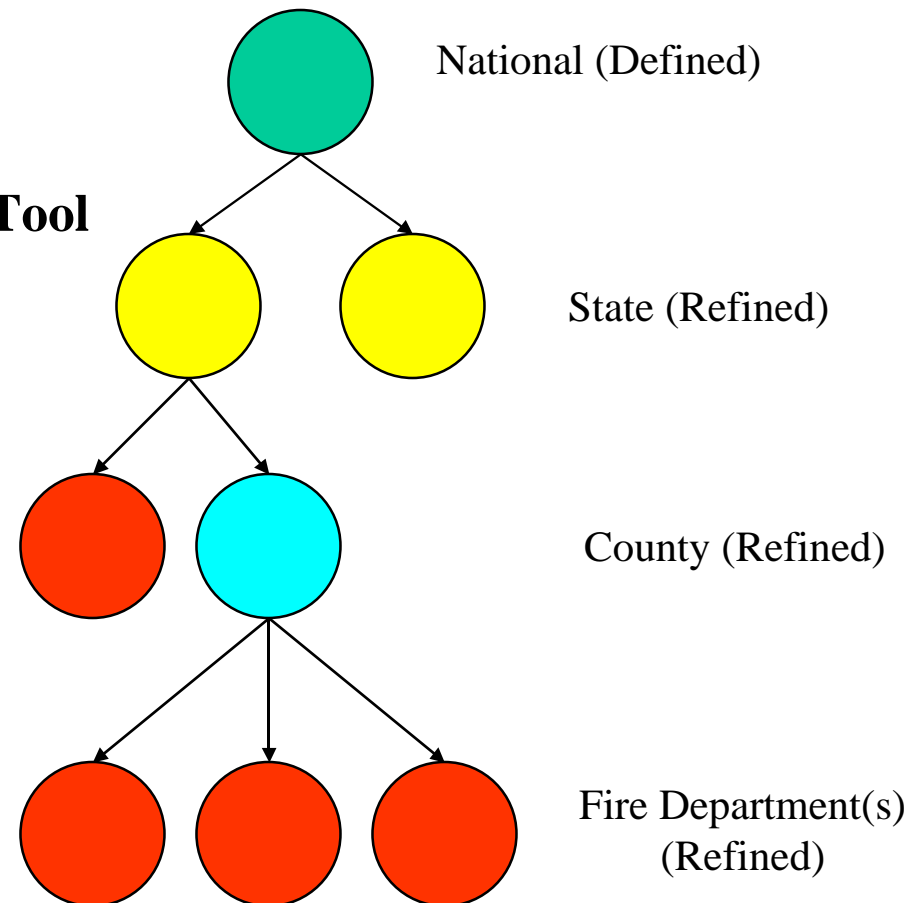 National (Defined)
Tool
State (Refined)
County (Refined)
Fire Department(s)
(Refined)